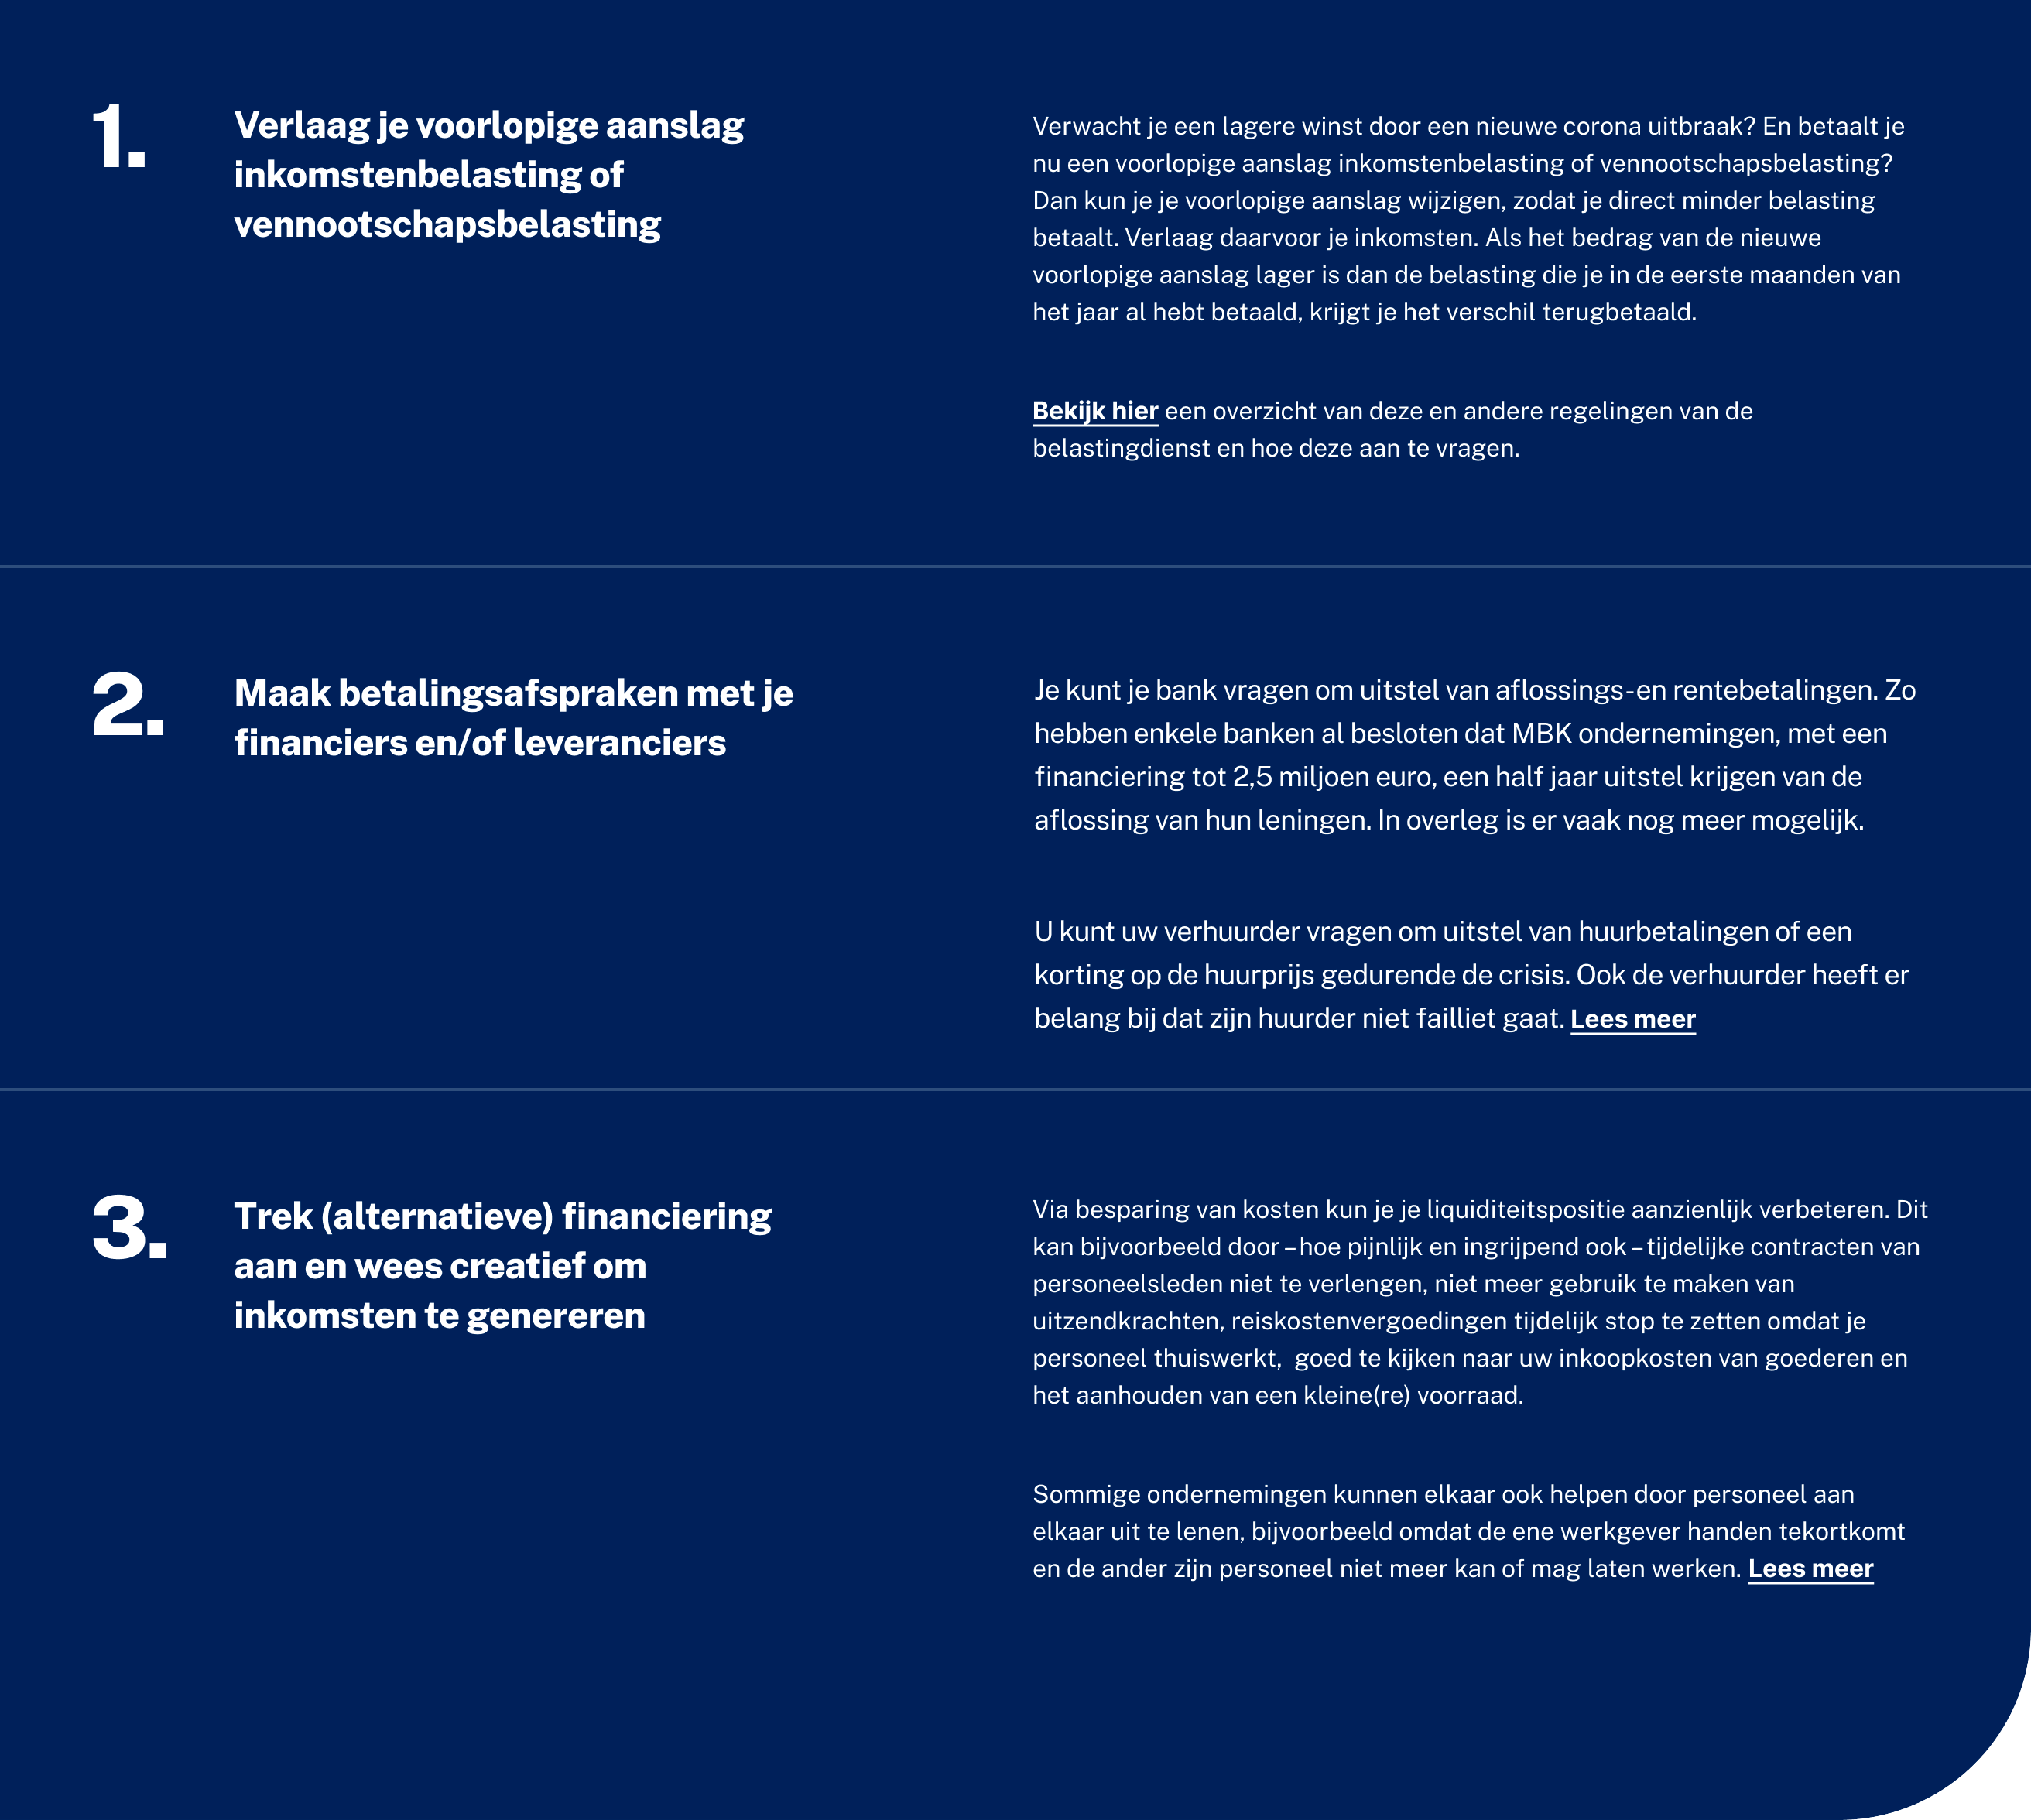 1.
Verlaag je voorlopige aanslag
inkomstenbelasting of
vennootschapsbelasting
Verwacht je een lagere winst door een nieuwe corona uitbraak? En betaalt je
nu een voorlopige aanslag inkomstenbelasting of vennootschapsbelasting?
Dan kun je je voorlopige aanslag wijzigen, zodat je direct minder belasting
betaalt. Verlaag daarvoor je inkomsten. Als het bedrag van de nieuwe
voorlopige aanslag lager is dan de belasting die je in de eerste maanden van
het jaar al hebt betaald, krijgt je het verschil terugbetaald.
Bekijk hier een overzicht van deze en andere regelingen van de
belastingdienst en hoe deze aan te vragen.
2.
Maak betalingsafspraken met je
financiers en/of leveranciers
Je kunt je bank vragen om uitstel van aflossings-en rentebetalingen. Zo
hebben enkele banken al besloten dat MBK ondernemingen, met een
financiering tot 2,5 miljoen euro, een half jaar uitstel krijgen van de
aflossing van hun leningen. In overleg is er vaak nog meer mogelijk.
U kunt uw verhuurder vragen om uitstel van huurbetalingen of een
korting op de huurprijs gedurende de crisis. Ook de verhuurder heeft er
belang bij dat zijn huurder niet failliet gaat. Lees meer
3.
Trek (alternatieve) financiering
aan en wees creatief om
inkomsten te genereren
Via besparing van kosten kun je je liquiditeitspositie aanzienlijk verbeteren. Dit
kan bijvoorbeeld door – hoe pijnlijk en ingrijpend ook – tijdelijke contracten van
personeelsleden niet te verlengen, niet meer gebruik te maken van
uitzendkrachten, reiskostenvergoedingen tijdelijk stop te zetten omdat je
personeel thuiswerkt,  goed te kijken naar uw inkoopkosten van goederen en
het aanhouden van een kleine(re) voorraad.
Sommige ondernemingen kunnen elkaar ook helpen door personeel aan
elkaar uit te lenen, bijvoorbeeld omdat de ene werkgever handen tekortkomt
en de ander zijn personeel niet meer kan of mag laten werken. Lees meer